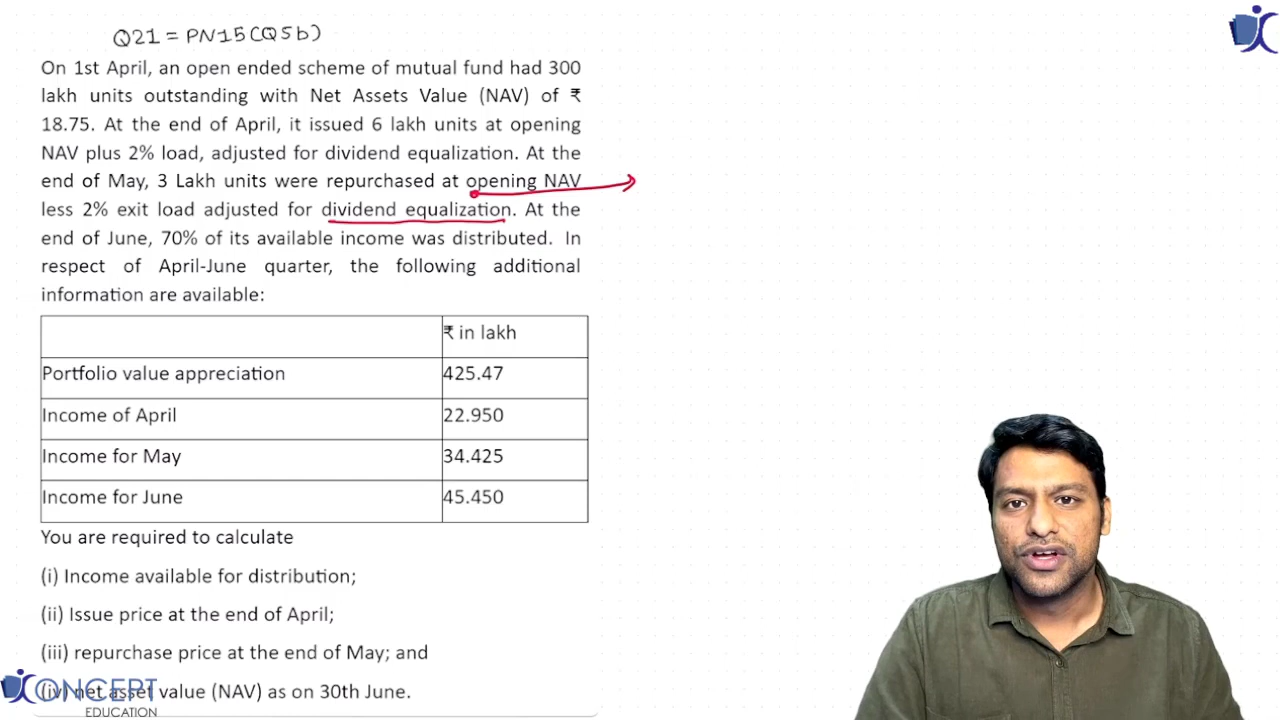 Q21 = PN15(Q5b)
On 1st April, an open ended scheme of mutual fund had 300
lakh units outstanding with Net Assets Value (NAV) of ₹
18.75. At the end of April, it issued 6 lakh units at opening
NAV plus 2% load, adjusted for dividend equalization. At the
end of May, 3 Lakh units were repurchased at opening NAV
less 2% exit load adjusted for dividend equalization. At the
end of June, 70% of its available income was distributed. In
respect of April-June quarter, the following additional
information are available:
₹ in lakh
Portfolio value appreciation 425.47
Income of April 22.950
Income for May 34.425
Income for June 45.450
You are required to calculate
(i) Income available for distribution;
(ii) Issue price at the end of April;
(iii) repurchase price at the end of May; and
(iv) net asset value (NAV) as on 30th June.
CONCEPT
EDUCATION